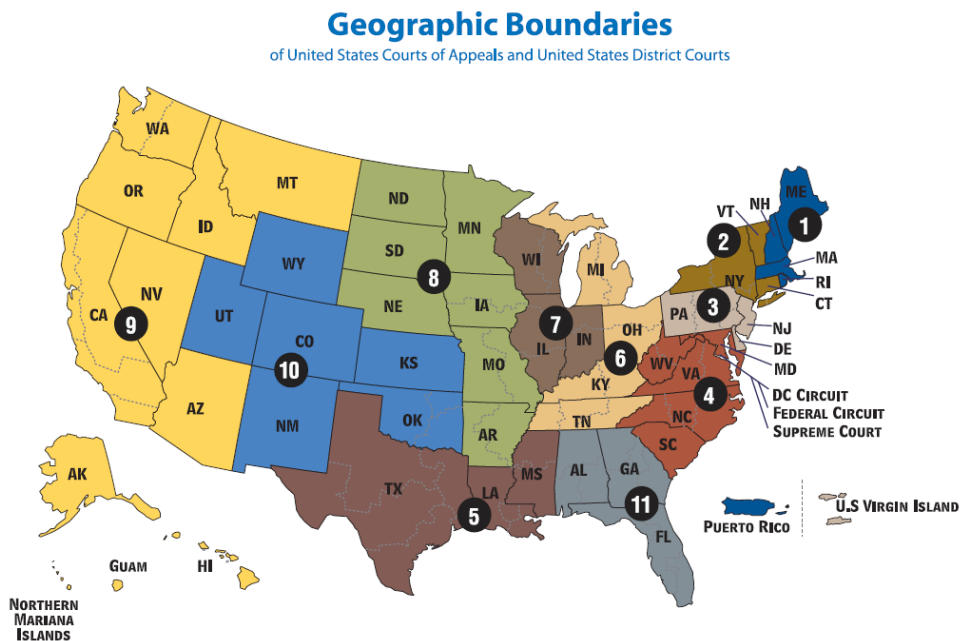 Geographic Boundaries
of United States Courts of Appeals and United States District Courts
WA
OR
ID
MT
ND
MN
SD
WY
NE
IA
WI
MI
VT
NH
ME
1
2
NY
MA
RI
CT
3
PA
NJ
DE
MD
8
9
CA
NV
UT
CO
10
KS
MO
7
IL
IN
OH
6
WV
VA
KY
4
DC CIRCUIT
FEDERAL CIRCUIT
SUPREME COURT
AZ
NM
OK
AR
TN
NC
SC
TX
LA
5
MS
AL
GA
11
FL
AK
HI
GUAM
NORTHERN
MARIANA
ISLANDS
PUERTO RICO
U.S VIRGIN ISLAND